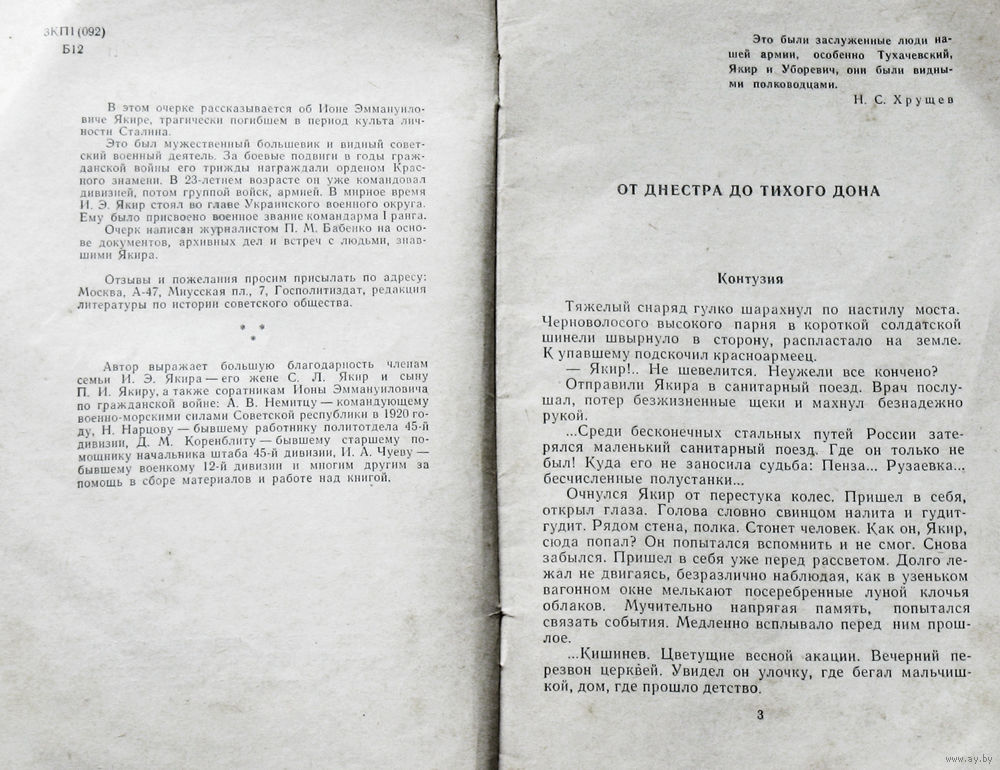 3КП1(092)
Б12
В этом очерке рассказывается об Ионе Эммануило-
виче Якире, трагически погибшем в период культа лич-
ности Сталина.
Это был мужественный большевик и видный совет-
ский военный деятель. За боевые подвиги в годы граж-
данской войны его трижды награждали орденом Крас-
ного знамени. В 23-летнем возрасте он уже командовал
дивизией, потом группой войск, армией. В мирное время
И. Э. Якир стоял во главе Украинского военного округа.
Ему было присвоено военное звание командарма I ранга.
Очерк написан журналистом П. М. Бабенко на осно-
ве документов, архивных дел и встреч с людьми, знав-
шими Якира.
Отзывы и пожелания просим присылать по адресу:
Москва, А-47, Миусская пл., 7, Госполитиздат, редакция
литературы по истории советского общества.
* *
*
Автор выражает большую благодарность членам
семьи И. Э. Якира — его жене С. Л. Якир и сыну
П. И. Якиру, а также соратникам Ионы Эммануиловича
по гражданской войне: А. В. Немитцу — командующему
военно-морскими силами Советской республики в 1920 го-
ду, Н. Нарцову — бывшему работнику политотдела 45-й
дивизии, Д. М. Коренблиту — бывшему старшему по-
мощнику начальника штаба 45-й дивизии, И. А. Чуеву —
бывшему военкому 12-й дивизии и многим другим за
помощь в сборе материалов и работе над книгой.
Это были заслуженные люди на-
шей армии, особенно Тухачевский,
Якир и Уборевич, они были видны-
ми полководцами.
Н. С. Хрущев
ОТ ДНЕСТРА ДО ТИХОГО ДОНА
Контузия
Тяжелый снаряд гулко шарахнул по настилу моста.
Черноволосого высокого парня в короткой солдатской
шинели швырнуло в сторону, распластало на земле.
К упавшему подскочил красноармеец.
— Якир!.. Не шевелится. Неужели все кончено?
Отправили Якира в санитарный поезд. Врач послу-
шал, потер безжизненные щеки и махнул безнадежно
рукой.
...Среди бесконечных стальных путей России зате-
рялся маленький санитарный поезд. Где он только не
был! Куда его не заносила судьба: Пенза... Рузаевка...
бесчисленные полустанки...
Очнулся Якир от перестука колес. Пришел в себя,
открыл глаза. Голова словно свинцом налита и гудит-
гудит. Рядом стена, полка. Стонет человек. Как он, Якир,
сюда попал? Он попытался вспомнить и не смог. Снова
забылся. Пришел в себя уже перед рассветом. Долго ле-
жал не двигаясь, безразлично наблюдая, как в узеньком
вагонном окне мелькают посеребренные луной клочья
облаков. Мучительно напрягая память, попытался
связать события. Медленно всплывало перед ним прош-
лое.
...Кишинев. Цветущие весной акации. Вечерний пе-
резвон церквей. Увидел он улочку, где бегал мальчиш-
кой, дом, где прошло детство.
3
www.ay.by